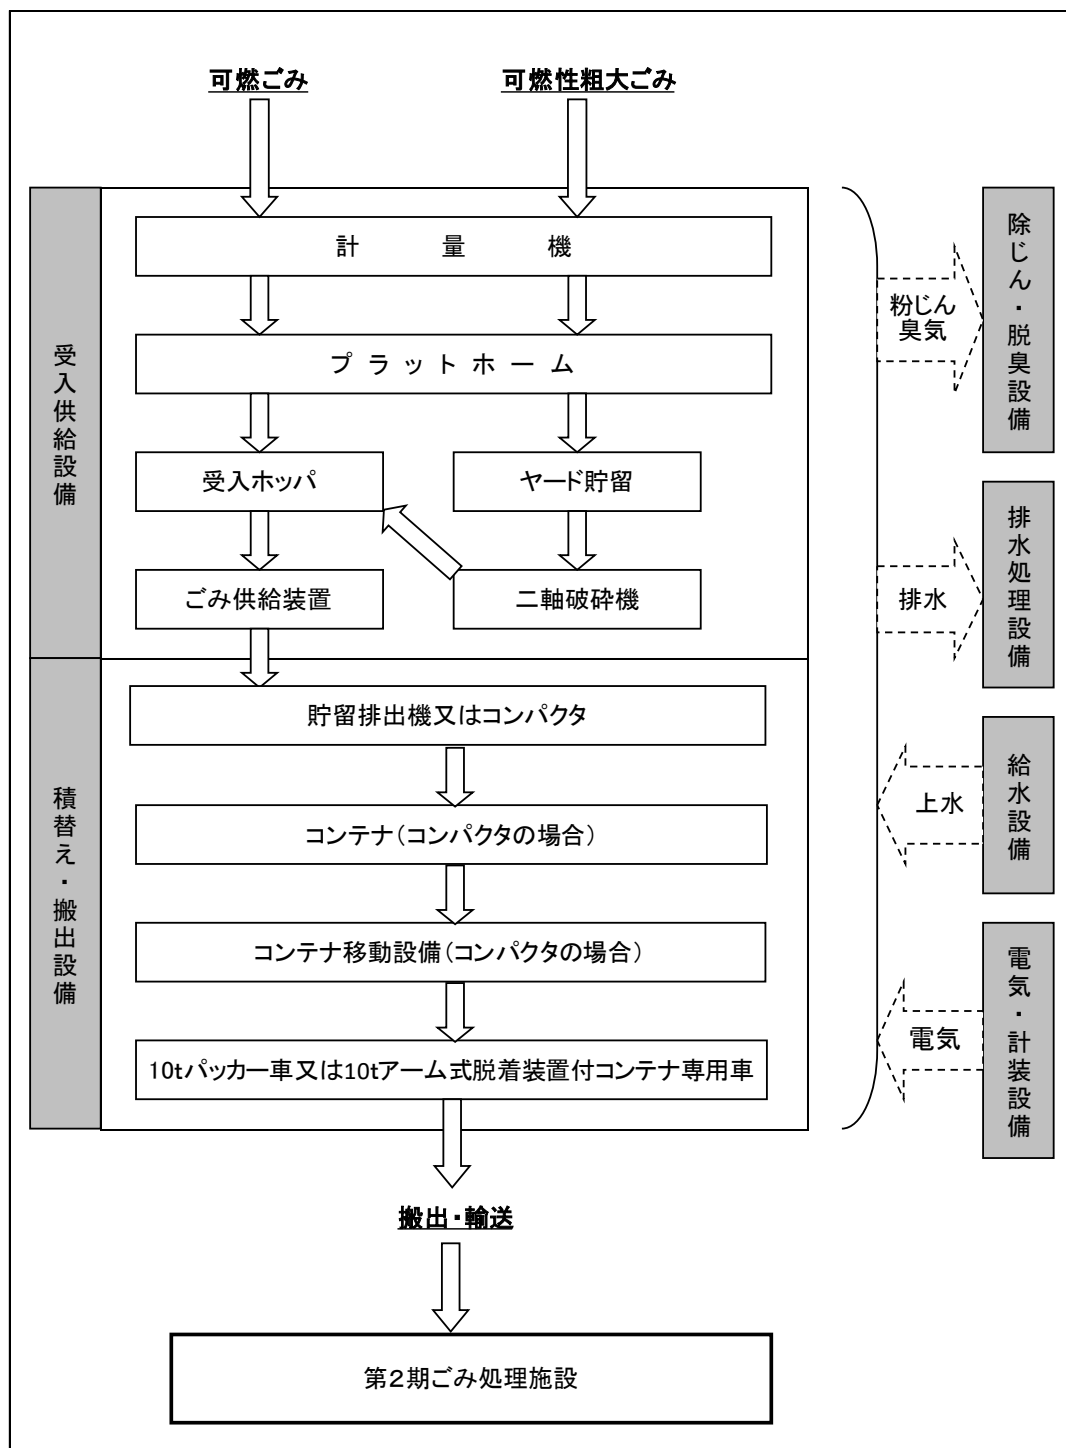 可燃ごみ
可燃性粗大ごみ
受入供給設備
計量機
プラットホーム
受入ホッパ
ヤード貯留
ごみ供給装置
二軸破砕機
積替え・搬出設備
貯留排出機又はコンパクタ
コンテナ(コンパクタの場合)
コンテナ移動設備(コンパクタの場合)
10tパッカー車又は10tアーム式脱着装置付コンテナ専用車
搬出・輸送
第2期ごみ処理施設
粉じん
臭気
除じん・脱臭設備
排水
排水処理設備
上水
給水設備
電気
電気・計装設備